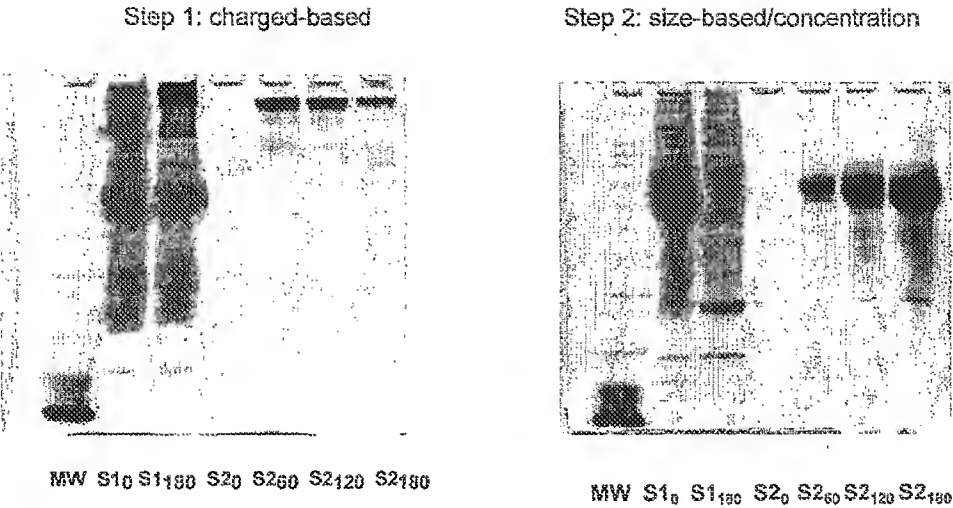 Step 1: charged-based
Step 2: size-based/concentration
MW S1₀ S1₁₈₀ S2₀ S2₆₀ S2₁₂₀ S2₁₈₀
MW S1₀ S1₁₈₀ S2₀ S2₆₀ S2₁₂₀ S2₁₈₀